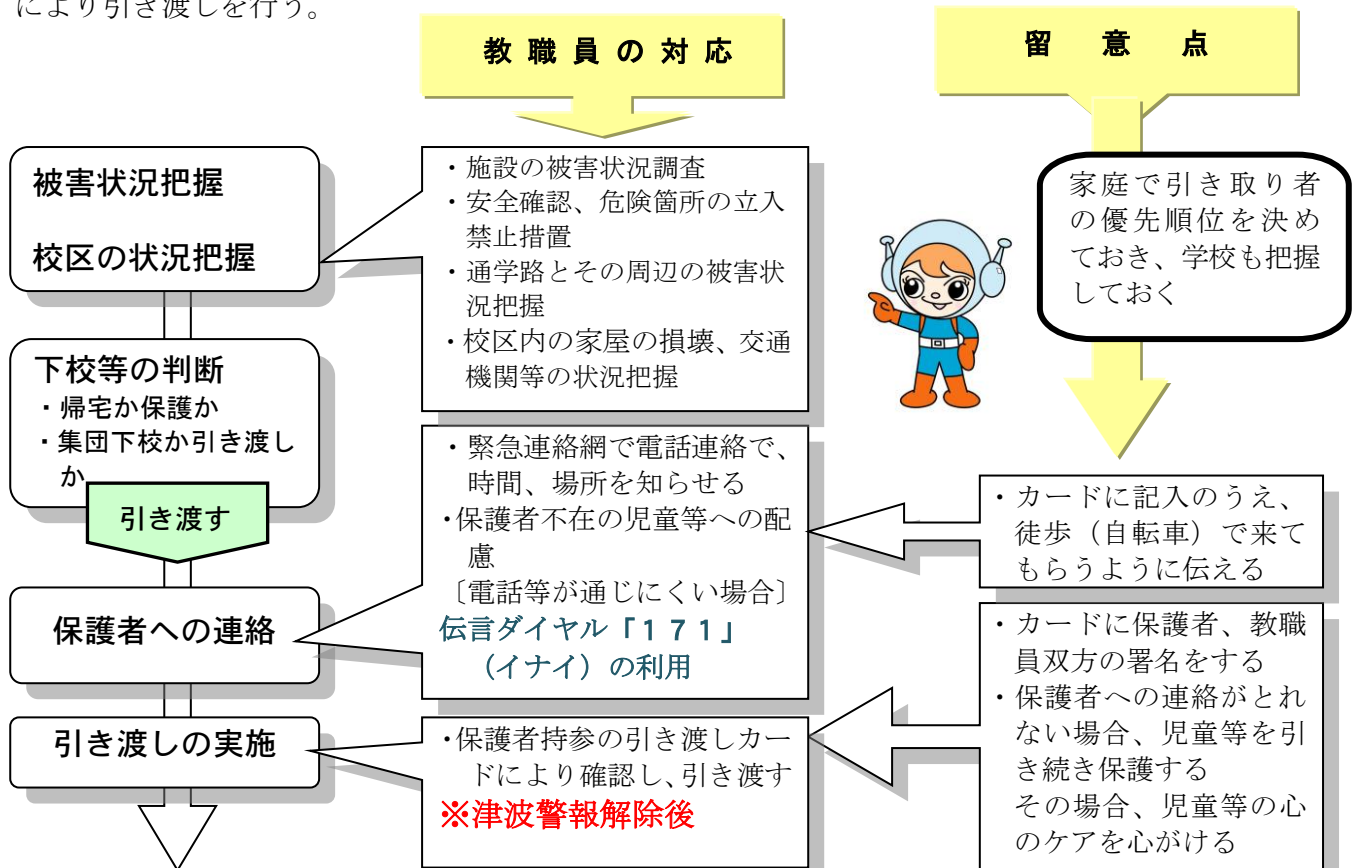 により引き渡しを行う。
教職員の対応
留意点
被害状況把握
校区の状況把握
・施設の被害状況調査
・安全確認、危険箇所の立入
禁止措置
・通学路とその周辺の被害状
況把握
・校区内の家屋の損壊、交通
機関等の状況把握
家庭で引き取り者
の優先順位を決め
ておき、学校も把握
しておく
下校等の判断
・帰宅か保護か
・集団下校か引き渡し
か
引き渡す
保護者への連絡
・緊急連絡網で電話連絡で、
時間、場所を知らせる
・保護者不在の児童等への配
慮
〔電話等が通じにくい場合〕
伝言ダイヤル「１７１」
（イナイ）の利用
・カードに記入のうえ、
徒歩（自転車）で来て
もらうように伝える
引き渡しの実施
・保護者持参の引き渡しカー
ドにより確認し、引き渡す
※津波警報解除後
・カードに保護者、教職
員双方の署名をする
・保護者への連絡がとれ
ない場合、児童等を引
き続き保護する
その場合、児童等の心
のケアを心がける